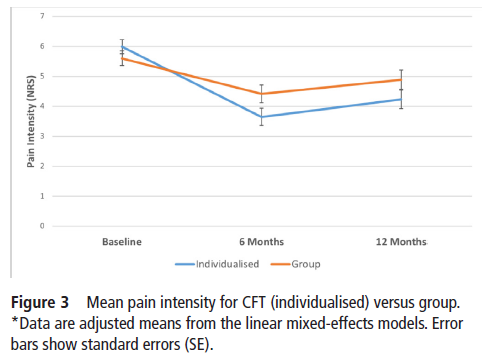 7
6
5
4
3
2
1
0
Pain Intensity (NRS)
Baseline 6 Months 12 Months
Individualised Group
Figure 3 Mean pain intensity for CFT (individualised) versus group.
*Data are adjusted means from the linear mixed-effects models. Error
bars show standard errors (SE).